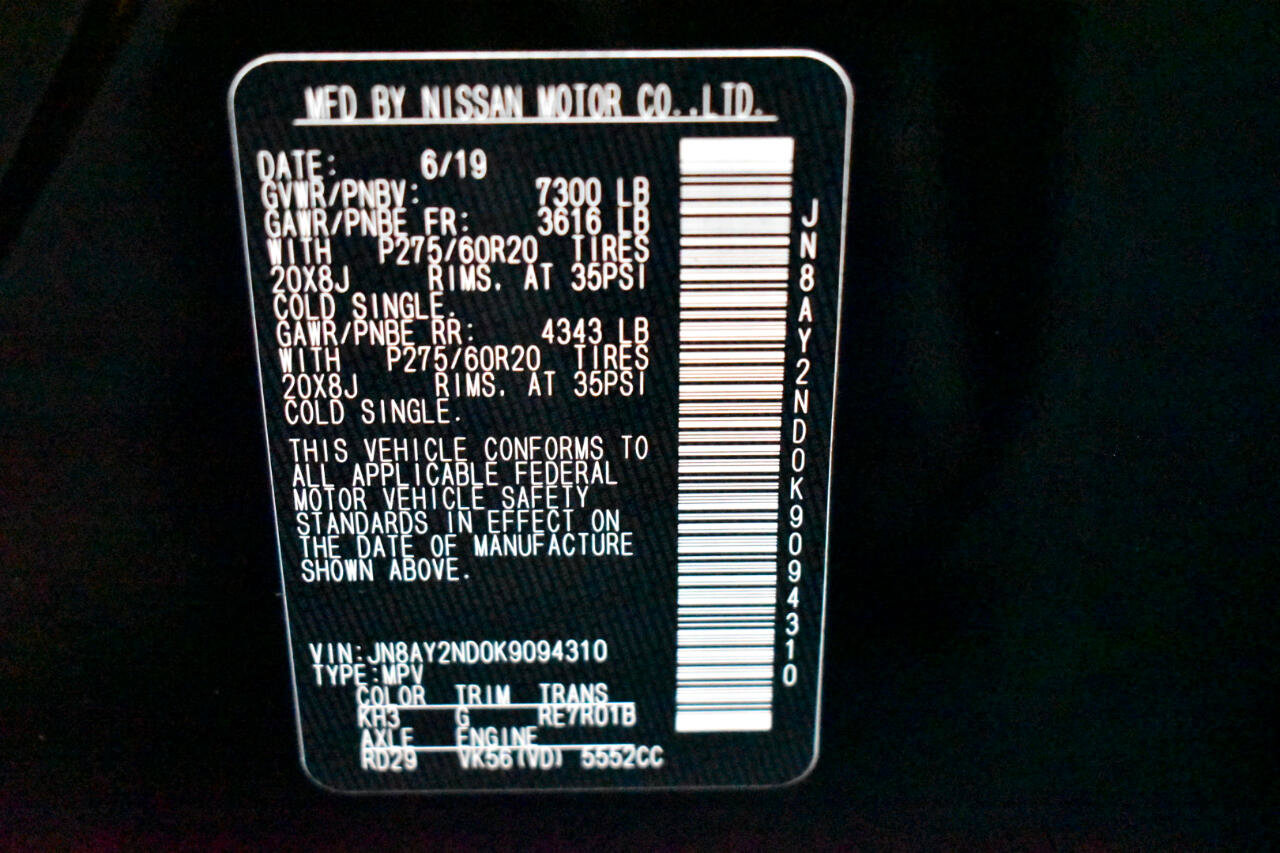 MFD BY NISSAN MOTOR CO.,LTD.
DATE: 6/19
GVWR/PNBV: 7300 LB
GAWR/PNBE FR: 3616 LB
WITH P275/60R20 TIRES
20X8J RIMS. AT 35PSI
COLD SINGLE.
GAWR/PNBE RR: 4343 LB
WITH P275/60R20 TIRES
20X8J RIMS. AT 35PSI
COLD SINGLE.
THIS VEHICLE CONFORMS TO
ALL APPLICABLE FEDERAL
MOTOR VEHICLE SAFETY
STANDARDS IN EFFECT ON
THE DATE OF MANUFACTURE
SHOWN ABOVE.
VIN:JN8AY2ND0K9094310
TYPE:MPV
COLOR TRIM TRANS
KH3 G RE7R01B
AXLE ENGINE
RD29 VK56(VD) 5552CC
JN8AY2ND0K9094310